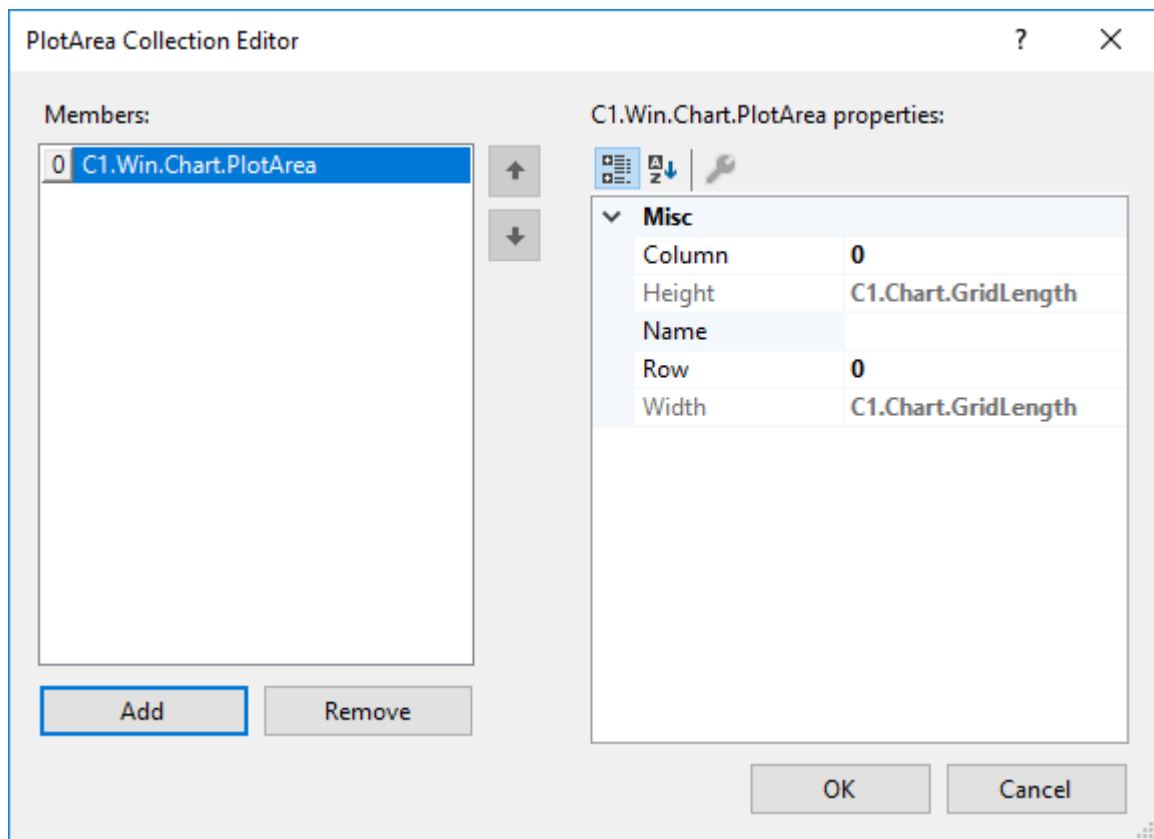 PlotArea Collection Editor
?
Members:
0 C1.Win.Chart.PlotArea
Add
Remove
C1.Win.Chart.PlotArea properties:
A
Z
Misc
Column 0
Height C1.Chart.GridLength
Name
Row 0
Width C1.Chart.GridLength
OK
Cancel